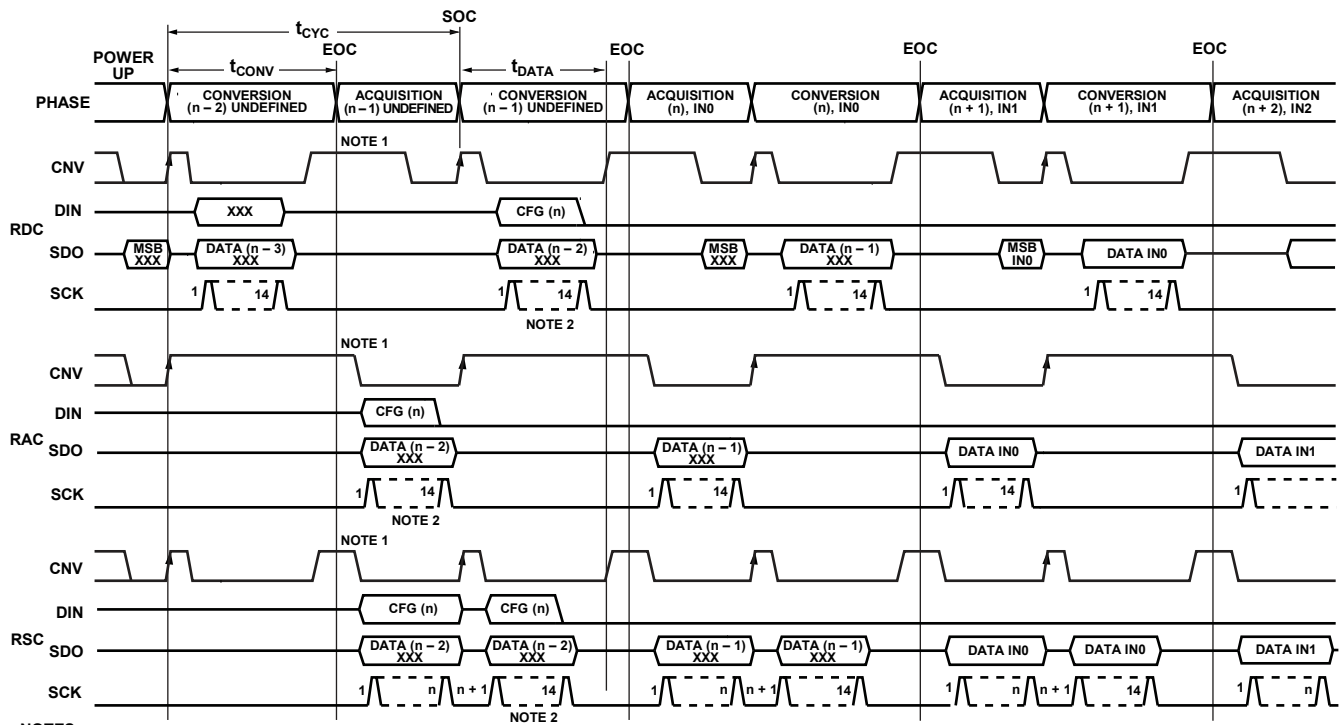 SOC
tCYC
EOC EOC EOC EOC
POWER UP
tCONV tDATA
PHASE
CONVERSION (n – 2) UNDEFINED
ACQUISITION (n–1) UNDEFINED
CONVERSION (n – 1) UNDEFINED
ACQUISITION (n), IN0
CONVERSION (n), IN0
ACQUISITION (n + 1), IN1
CONVERSION (n + 1), IN1
ACQUISITION (n + 2), IN2
NOTE 1
CNV
DIN XXX CFG (n)
RDC
SDO MSB XXX DATA (n – 3) XXX DATA (n – 2) XXX MSB XXX DATA (n – 1) XXX MSB IN0 DATA IN0
SCK 1 14 1 14 1 14 1 14
NOTE 2
NOTE 1
CNV
DIN CFG (n)
RAC
SDO DATA (n – 2) XXX DATA (n – 1) XXX DATA IN0 DATA IN1
SCK 1 14 1 14 1 14 1
NOTE 2
NOTE 1
CNV
DIN CFG (n) CFG (n)
RSC
SDO DATA (n – 2) XXX DATA (n – 2) XXX DATA (n – 1) XXX DATA (n – 1) XXX DATA IN0 DATA IN0 DATA IN1
SCK 1 n n + 1 14 1 n n + 1 14 1 n n + 1 14 1 n
NOTE 2